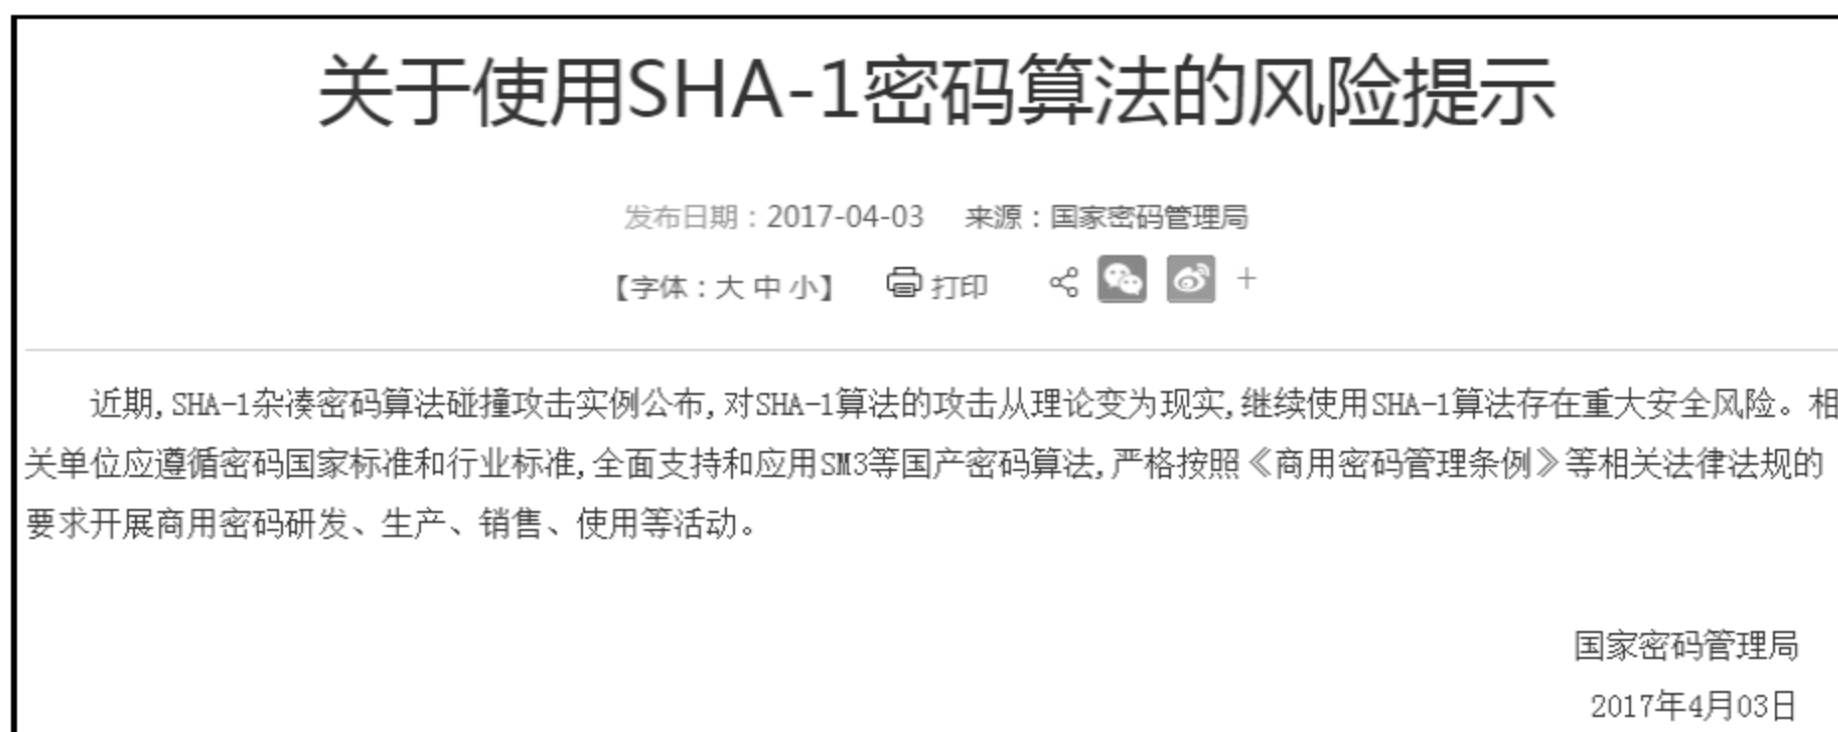 关于使用SHA-1密码算法的风险提示
发布日期：2017-04-03 来源：国家密码管理局
【字体：大 中 小】 打印 +
近期,SHA-1杂凑密码算法碰撞攻击实例公布,对SHA-1算法的攻击从理论变为现实,继续使用SHA-1算法存在重大安全风险。相
关单位应遵循密码国家标准和行业标准,全面支持和应用SM3等国产密码算法,严格按照《商用密码管理条例》等相关法律法规的
要求开展商用密码研发、生产、销售、使用等活动。
国家密码管理局
2017年4月03日